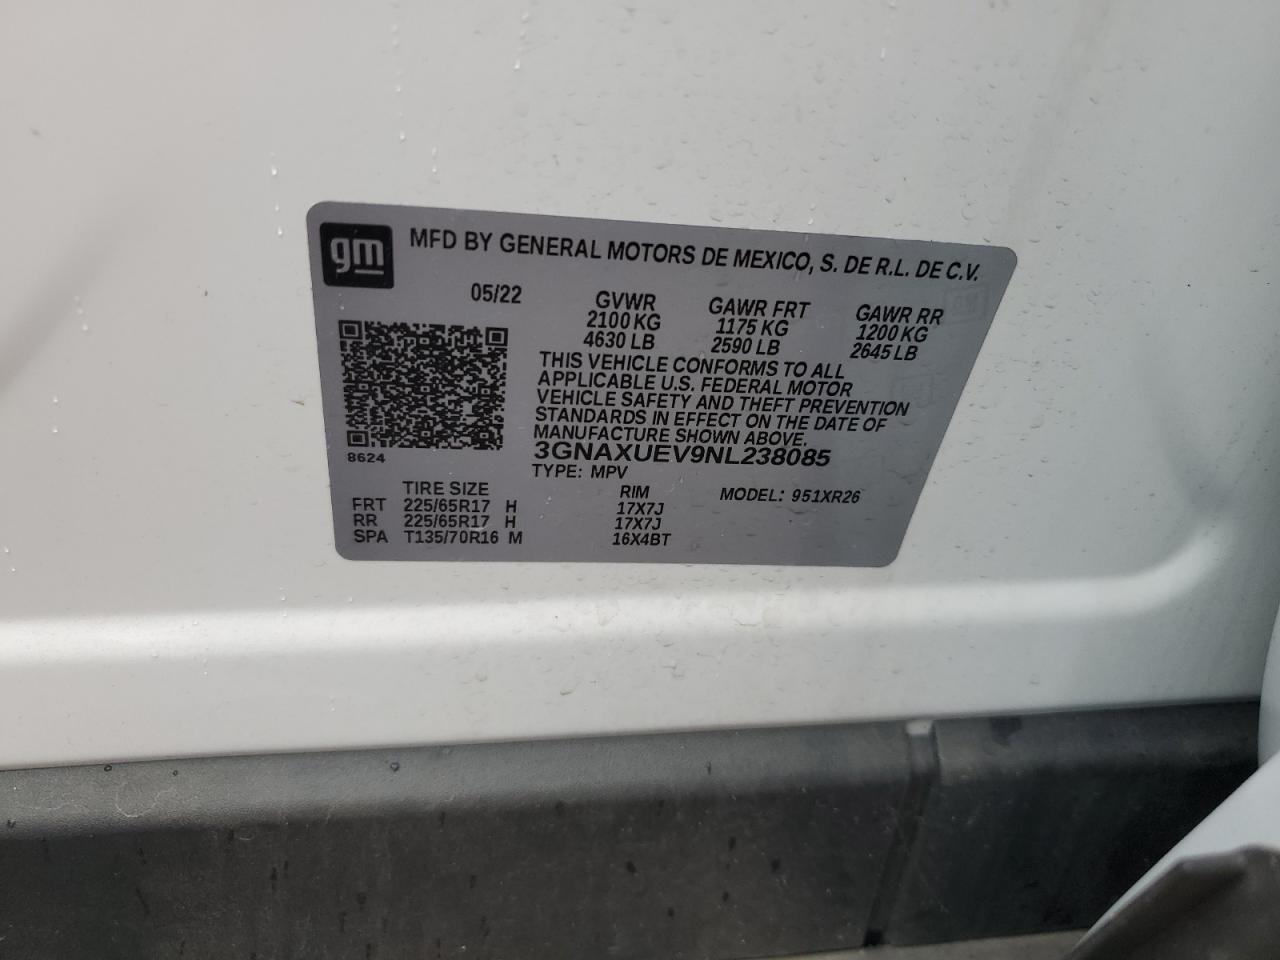 gm
MFD BY GENERAL MOTORS DE MEXICO, S. DE R.L. DE C.V.
05/22 GVWR GAWR FRT GAWR RR
2100 KG 1175 KG 1200 KG
4630 LB 2590 LB 2645 LB
THIS VEHICLE CONFORMS TO ALL
APPLICABLE U.S. FEDERAL MOTOR
VEHICLE SAFETY AND THEFT PREVENTION
STANDARDS IN EFFECT ON THE DATE OF
MANUFACTURE SHOWN ABOVE.
3GNAXUEV9NL238085
8624
TYPE: MPV
TIRE SIZE RIM MODEL: 951XR26
FRT 225/65R17 H 17X7J
RR 225/65R17 H 17X7J
SPA T135/70R16 M 16X4BT